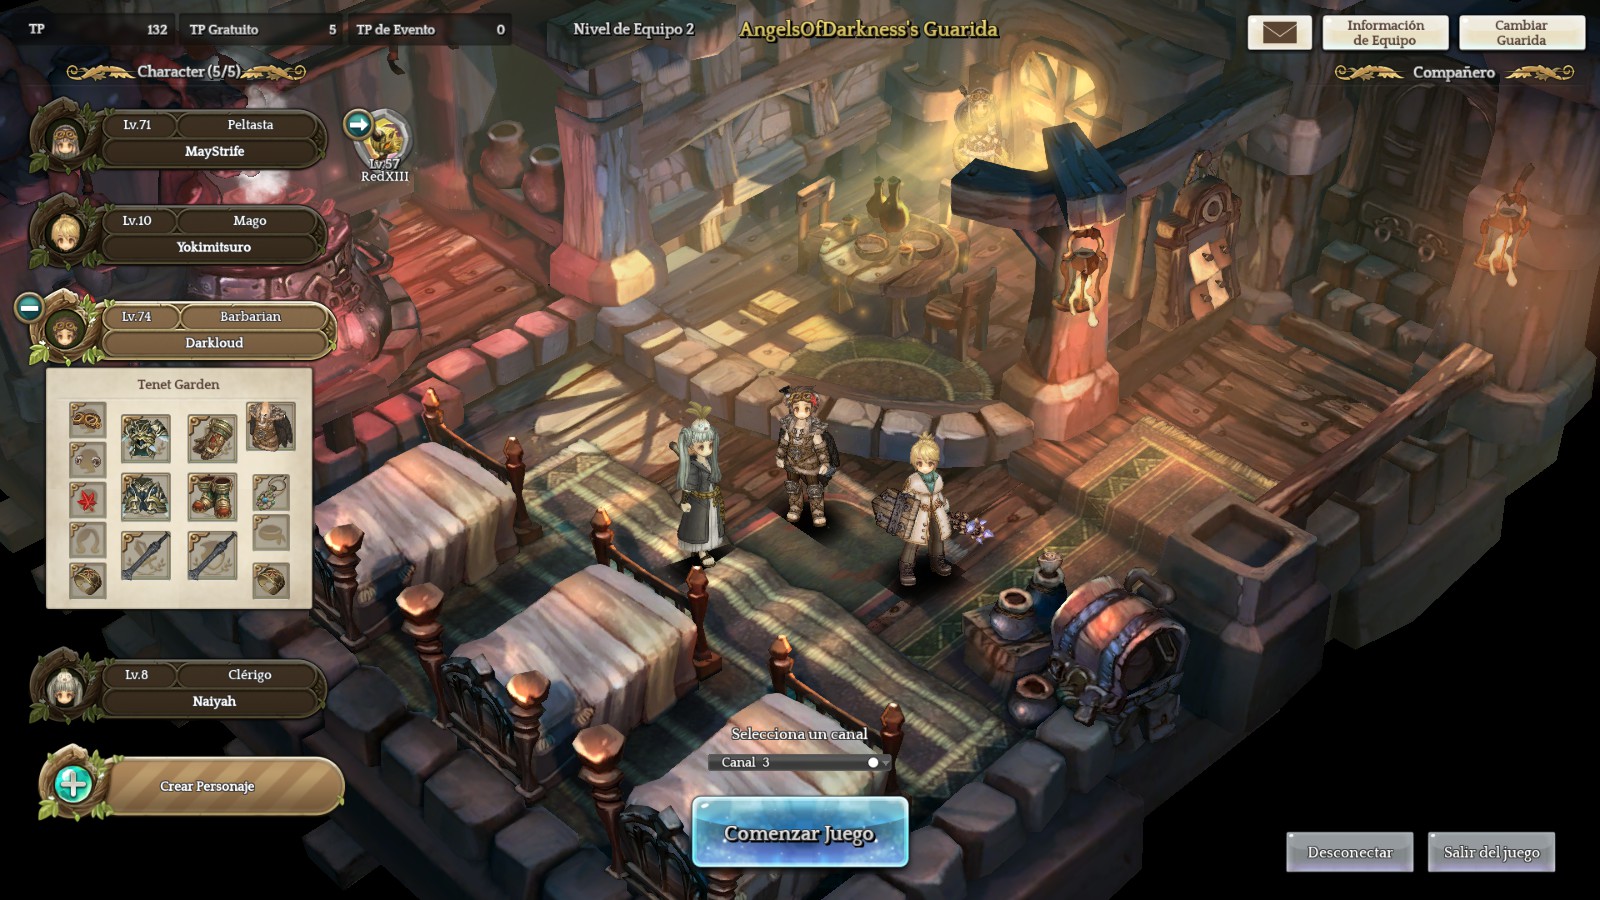 TP 132 TP Gratuito 5 TP de Evento 0
Nivel de Equipo 2
AngelsOfDarkness's Guarida
Información
de Equipo
Cambiar
Guarida
Character (5/5)
Compañero
Lv.71 Peltasta
MayStrife
Lv.57
RedXIII
Lv.10 Mago
Yokimitsuro
Lv.74 Barbarian
Darkloud
Tenet Garden
Lv.8 Clérigo
Naiyah
Crear Personaje
Selecciona un canal
Canal 3
Comenzar Juego
Desconectar
Salir del juego